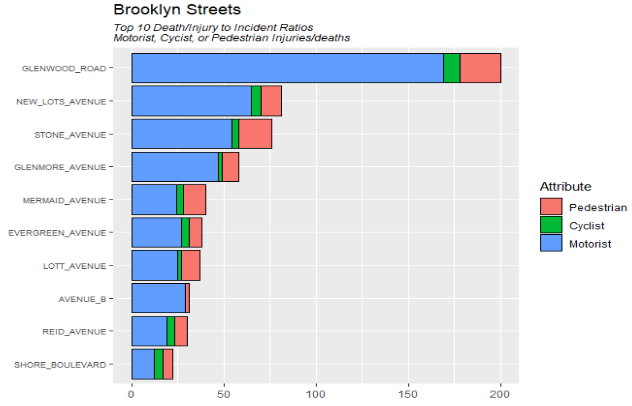 Brooklyn Streets
Top 10 Death/Injury to Incident Ratios
Motorist, Cycist, or Pedestrian Injuries/deaths
GLENWOOD_ROAD
NEW_LOTS_AVENUE
STONE_AVENUE
GLENMORE_AVENUE
MERMAID_AVENUE
EVERGREEN_AVENUE
LOTT_AVENUE
AVENUE_B
REID_AVENUE
SHORE_BOULEVARD
0 50 100 150 200
Attribute
Pedestrian
Cyclist
Motorist